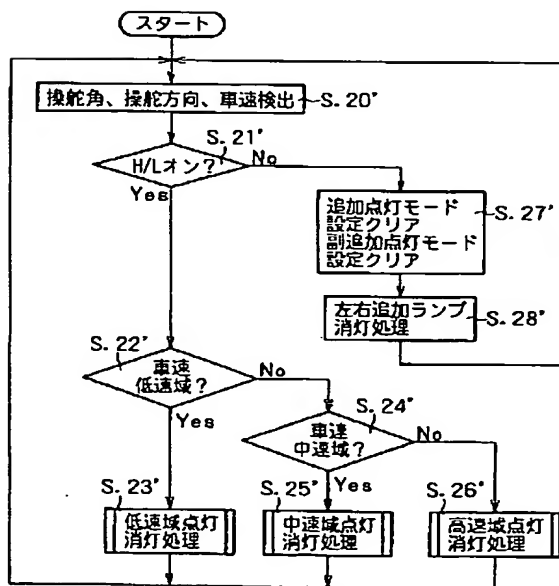 スタート
操舵角、操舵方向、車速検出
S.20'
S.21'
H/Lオン?
No
Yes
追加点灯モード
設定クリア
副追加点灯モード
設定クリア
S.27'
左右追加ランプ
消灯処理
S.28'
S.22'
車速
低速域?
No
Yes
S.24'
車速
中速域?
No
Yes
S.23'
低速域点灯
消灯処理
S.25'
中速域点灯
消灯処理
S.26'
高速域点灯
消灯処理